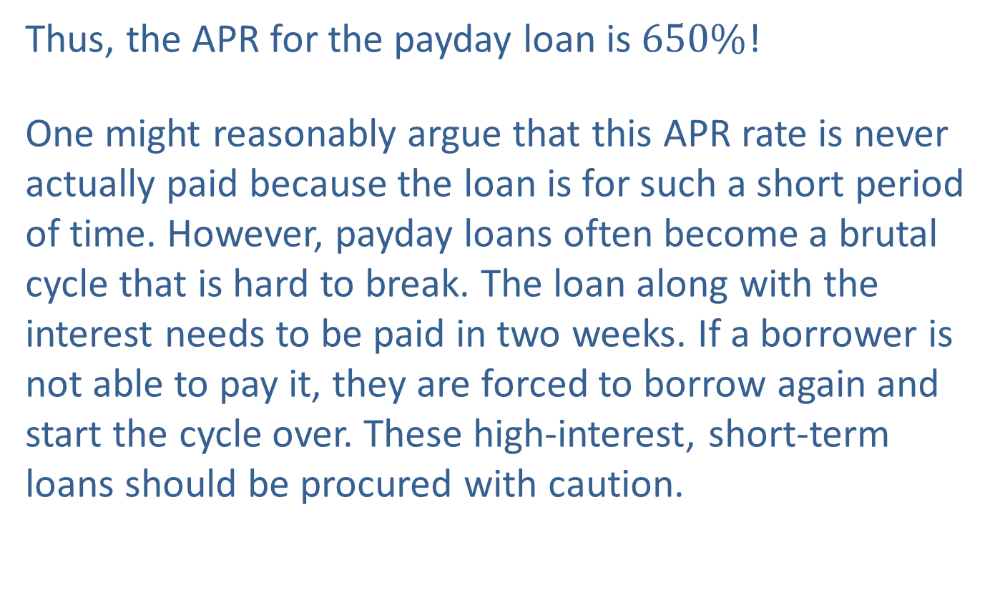 Thus, the APR for the payday loan is 650%!
One might reasonably argue that this APR rate is never
actually paid because the loan is for such a short period
of time. However, payday loans often become a brutal
cycle that is hard to break. The loan along with the
interest needs to be paid in two weeks. If a borrower is
not able to pay it, they are forced to borrow again and
start the cycle over. These high-interest, short-term
loans should be procured with caution.